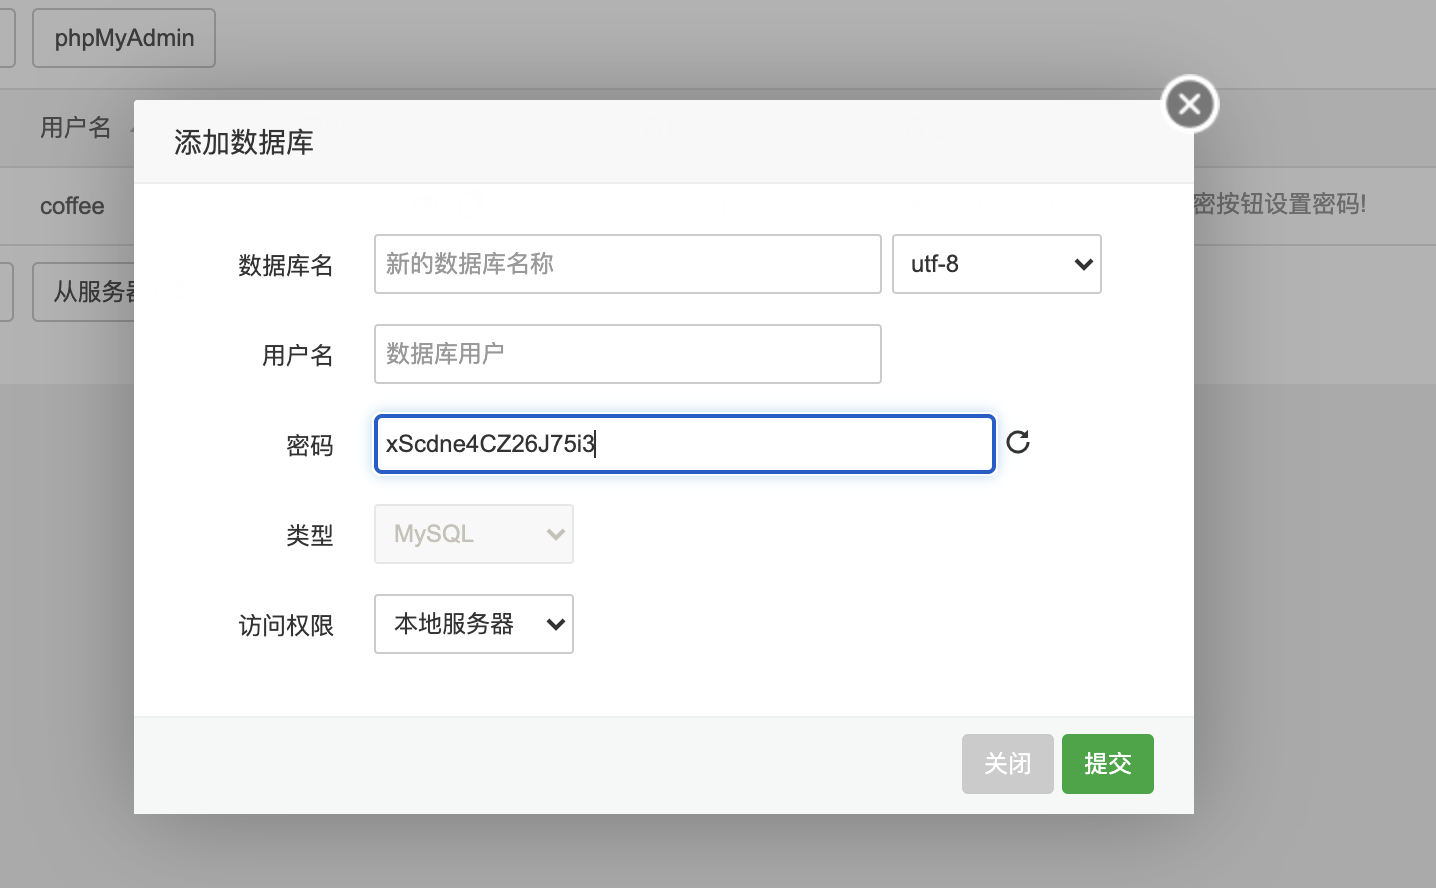 phpMyAdmin
用户名
添加数据库
coffee
密按钮设置密码!
数据库名
新的数据库名称
utf-8
从服务器
用户名
数据库用户
密码
xScdne4CZ26J75i3
类型
MySQL
访问权限
本地服务器
关闭
提交